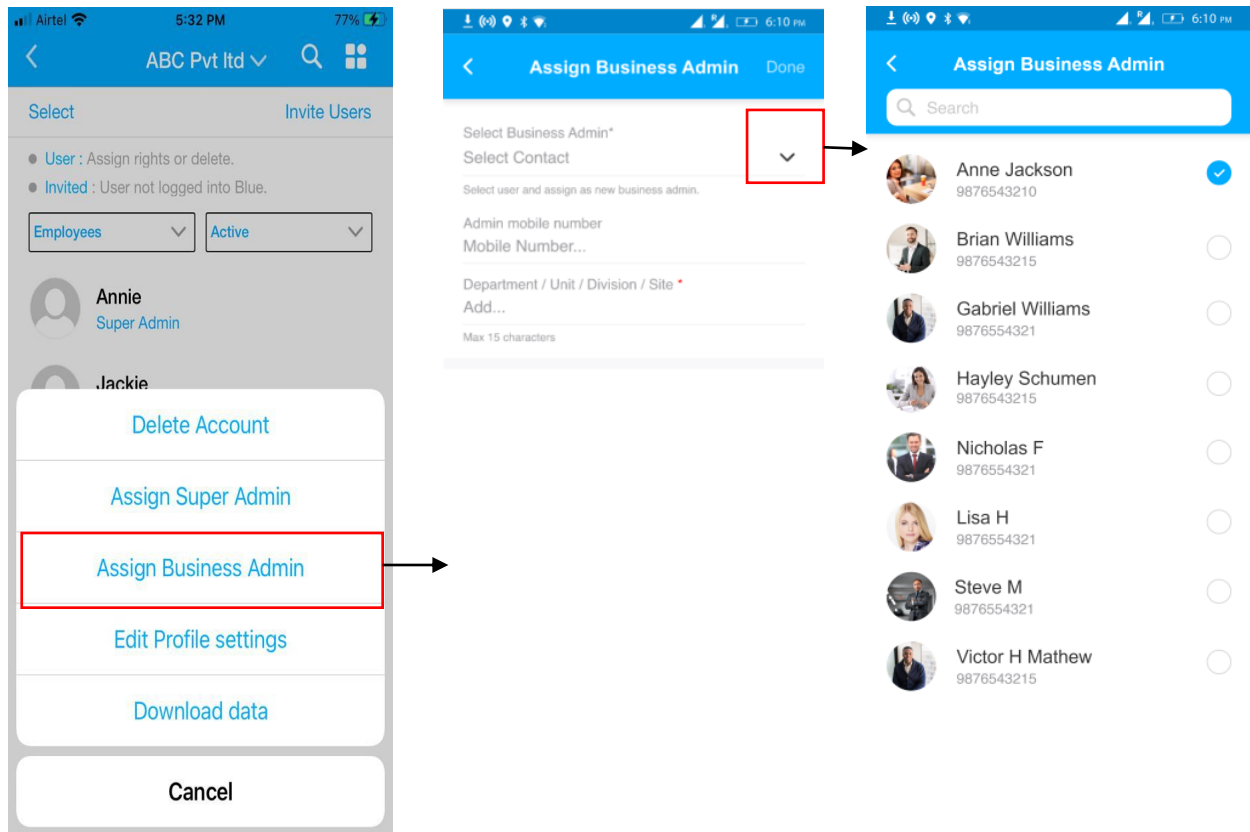 Airtel 5:32 PM 77%
ABC Pvt ltd
Select Invite Users
User : Assign rights or delete.
Invited : User not logged into Blue.
Employees Active
Annie
Super Admin
Jackie
Delete Account
Assign Super Admin
Assign Business Admin
Edit Profile settings
Download data
Cancel
R 6:10 PM
Assign Business Admin Done
Select Business Admin*
Select Contact
Select user and assign as new business admin.
Admin mobile number
Mobile Number...
Department / Unit / Division / Site *
Add...
Max 15 characters
R 6:10 PM
Assign Business Admin
Search
Anne Jackson
9876543210
Brian Williams
9876543215
Gabriel Williams
9876554321
Hayley Schumen
9876543215
Nicholas F
9876554321
Lisa H
9876554321
Steve M
9876554321
Victor H Mathew
9876543215